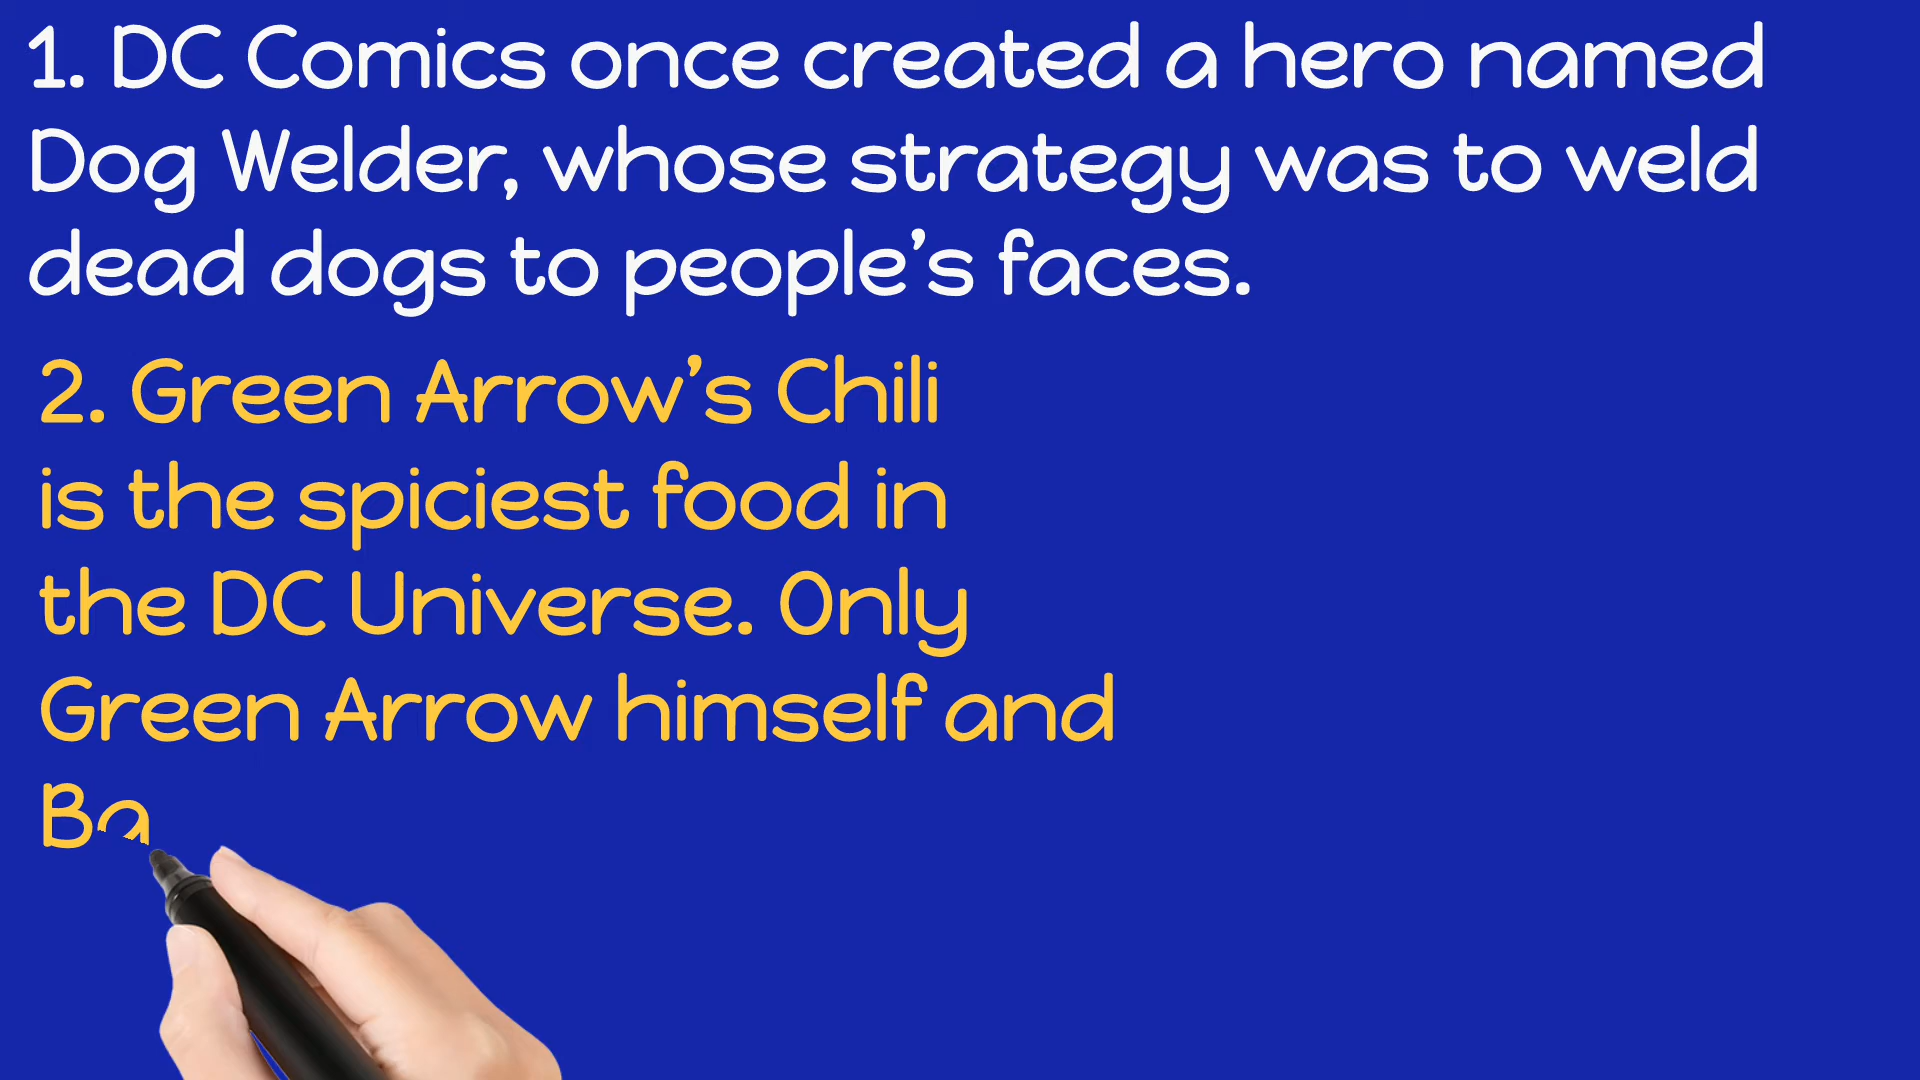 1. DC Comics once created a hero named
Dog Welder, whose strategy was to weld
dead dogs to people’s faces.
2. Green Arrow’s Chili
is the spiciest food in
the DC Universe. Only
Green Arrow himself and
Ba